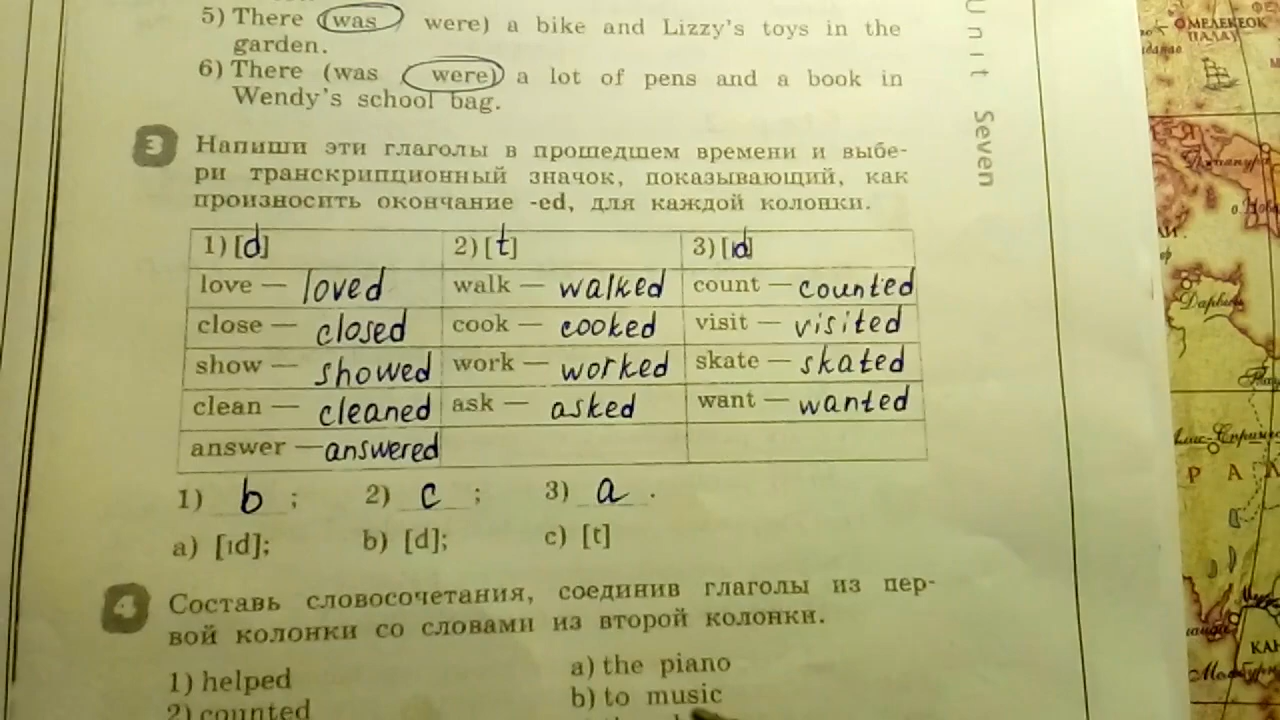 5) There (was were) a bike and Lizzy's toys in the
garden.
6) There (was were) a lot of pens and a book in
Wendy's school bag.
Unit Seven
3 Напиши эти глаголы в прошедшем времени и выбе-
ри транскрипционный значок, показывающий, как
произносить окончание -ed, для каждой колонки.
1) [d] 2) [t] 3) [ıd]
love — loved walk — walked count — counted
close — closed cook — cooked visit — visited
show — showed work — worked skate — skated
clean — cleaned ask — asked want — wanted
answer — answered
1) b ; 2) c ; 3) a .
a) [ıd]; b) [d]; c) [t]
4 Составь словосочетания, соединив глаголы из пер-
вой колонки со словами из второй колонки.
1) helped a) the piano
2) counted b) to music
МЕЛЕКЕОК
ПАЛАУ
Р А